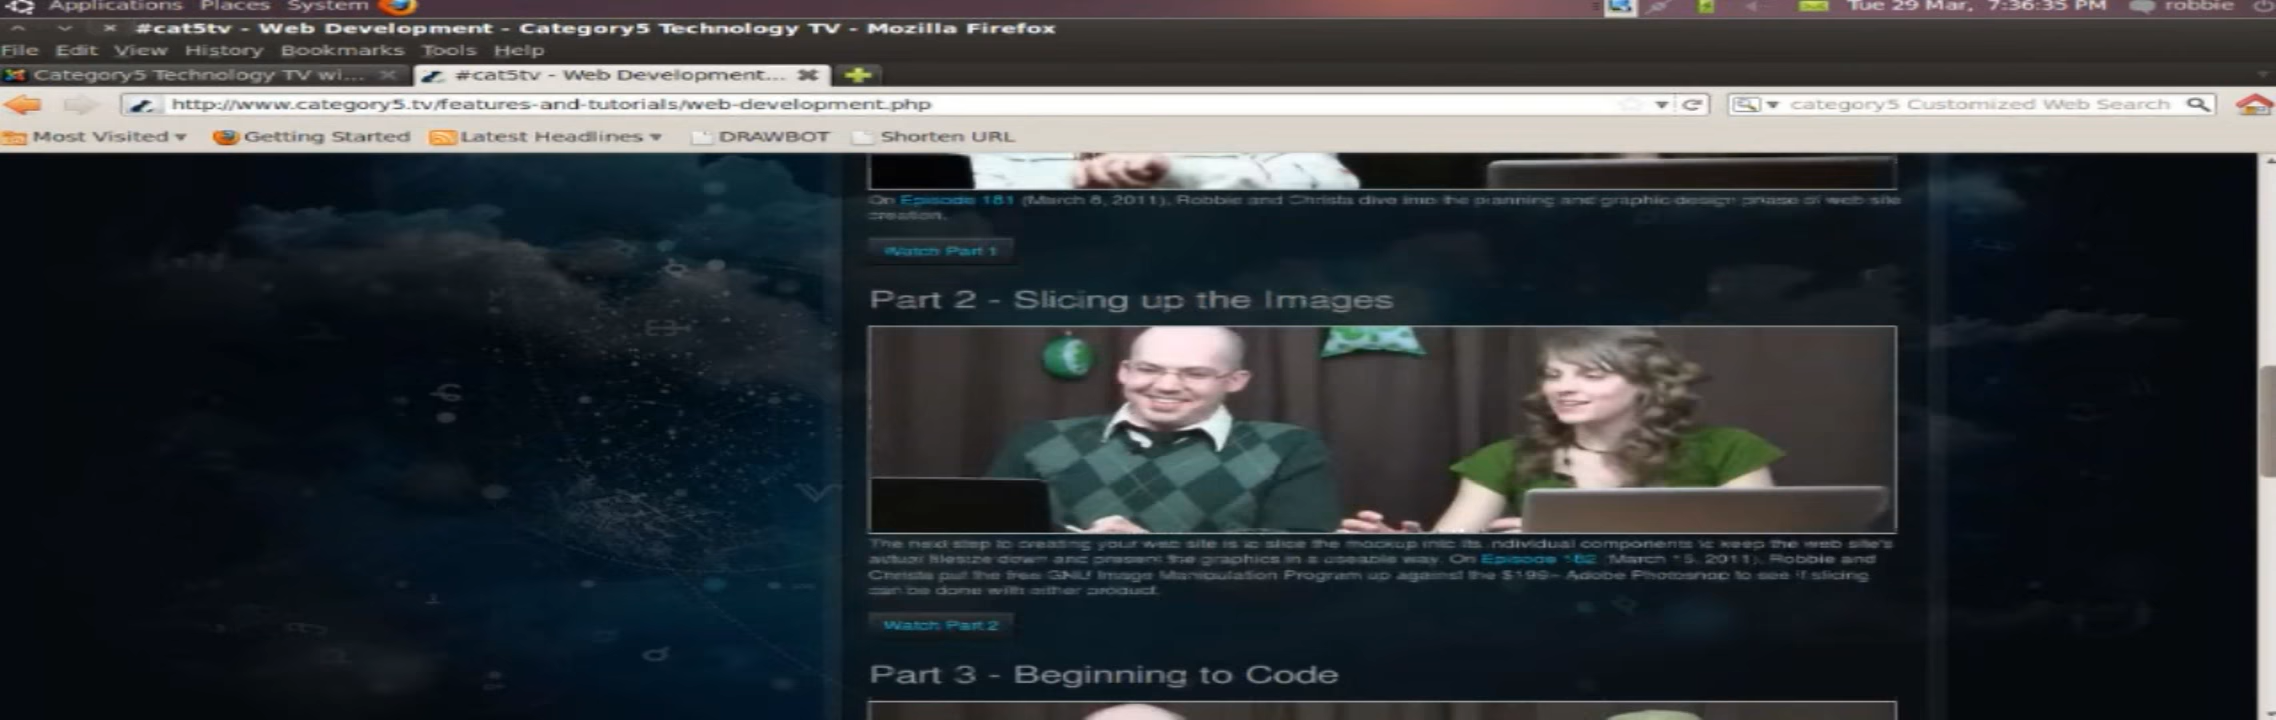 Applications Places System Tue 29 Mar, 7:36:35 PM robbie
#cat5tv - Web Development - Category5 Technology TV - Mozilla Firefox
File Edit View History Bookmarks Tools Help
Category5 Technology TV wi... #cat5tv - Web Development...
http://www.category5.tv/features-and-tutorials/web-development.php category5 Customized Web Search
Most Visited Getting Started Latest Headlines DRAWBOT Shorten URL
On Episode 181 (March 8, 2011), Robbie and Christa dive into the planning and graphic design phase of web site
creation.
Watch Part 1
Part 2 - Slicing up the Images
The next step to creating your web site is to slice the mockup into its individual components to keep the web site's
actual filesize down and present the graphics in a useable way. On Episode 182 (March 15, 2011), Robbie and
Christa put the free GNU Image Manipulation Program up against the $199+ Adobe Photoshop to see if slicing
can be done with either product.
Watch Part 2
Part 3 - Beginning to Code